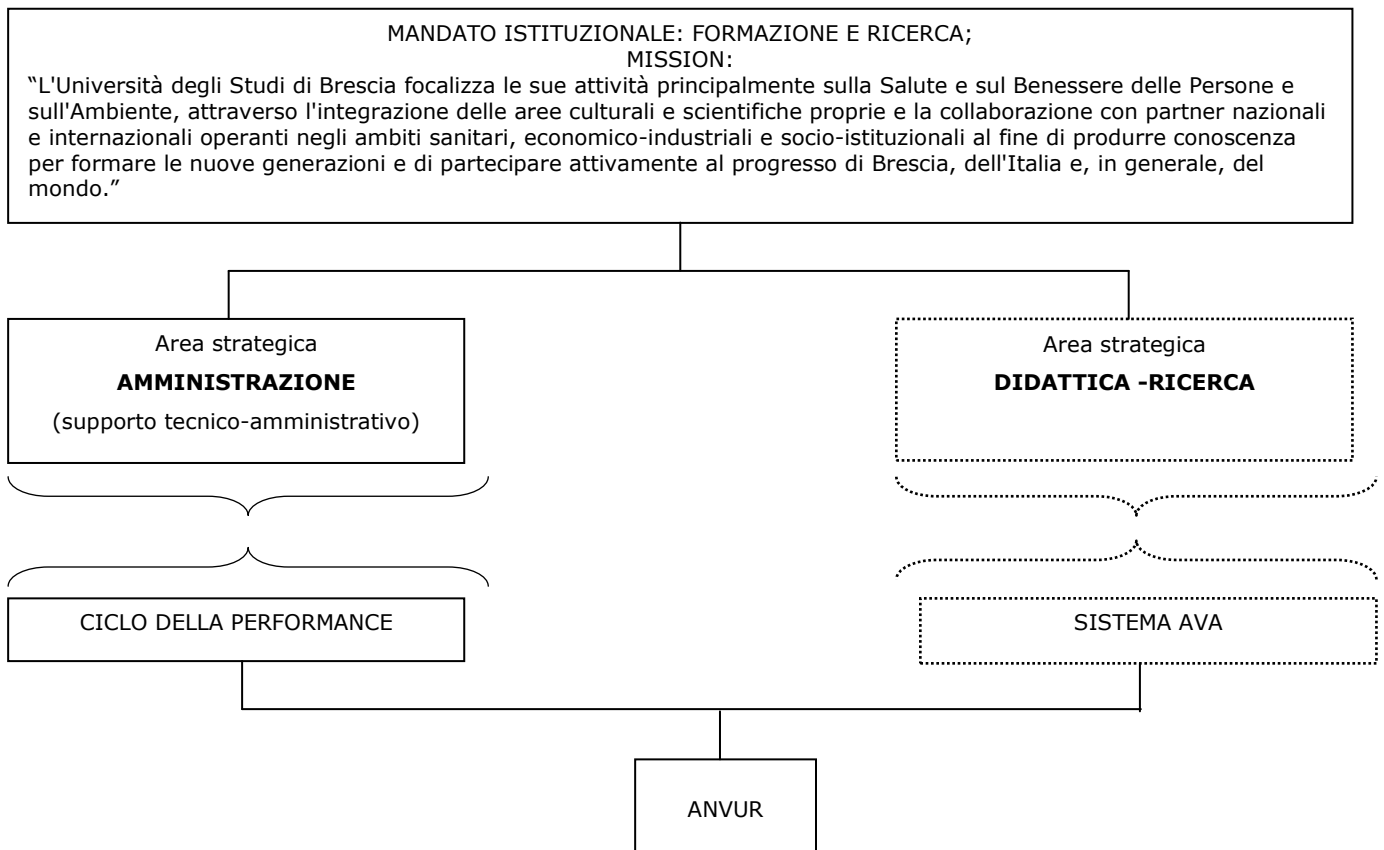 MANDATO ISTITUZIONALE: FORMAZIONE E RICERCA;
MISSION:
“L'Università degli Studi di Brescia focalizza le sue attività principalmente sulla Salute e sul Benessere delle Persone e
sull'Ambiente, attraverso l'integrazione delle aree culturali e scientifiche proprie e la collaborazione con partner nazionali
e internazionali operanti negli ambiti sanitari, economico-industriali e socio-istituzionali al fine di produrre conoscenza
per formare le nuove generazioni e di partecipare attivamente al progresso di Brescia, dell'Italia e, in generale, del
mondo.”
Area strategica
AMMINISTRAZIONE
(supporto tecnico-amministrativo)
Area strategica
DIDATTICA -RICERCA
CICLO DELLA PERFORMANCE
SISTEMA AVA
ANVUR